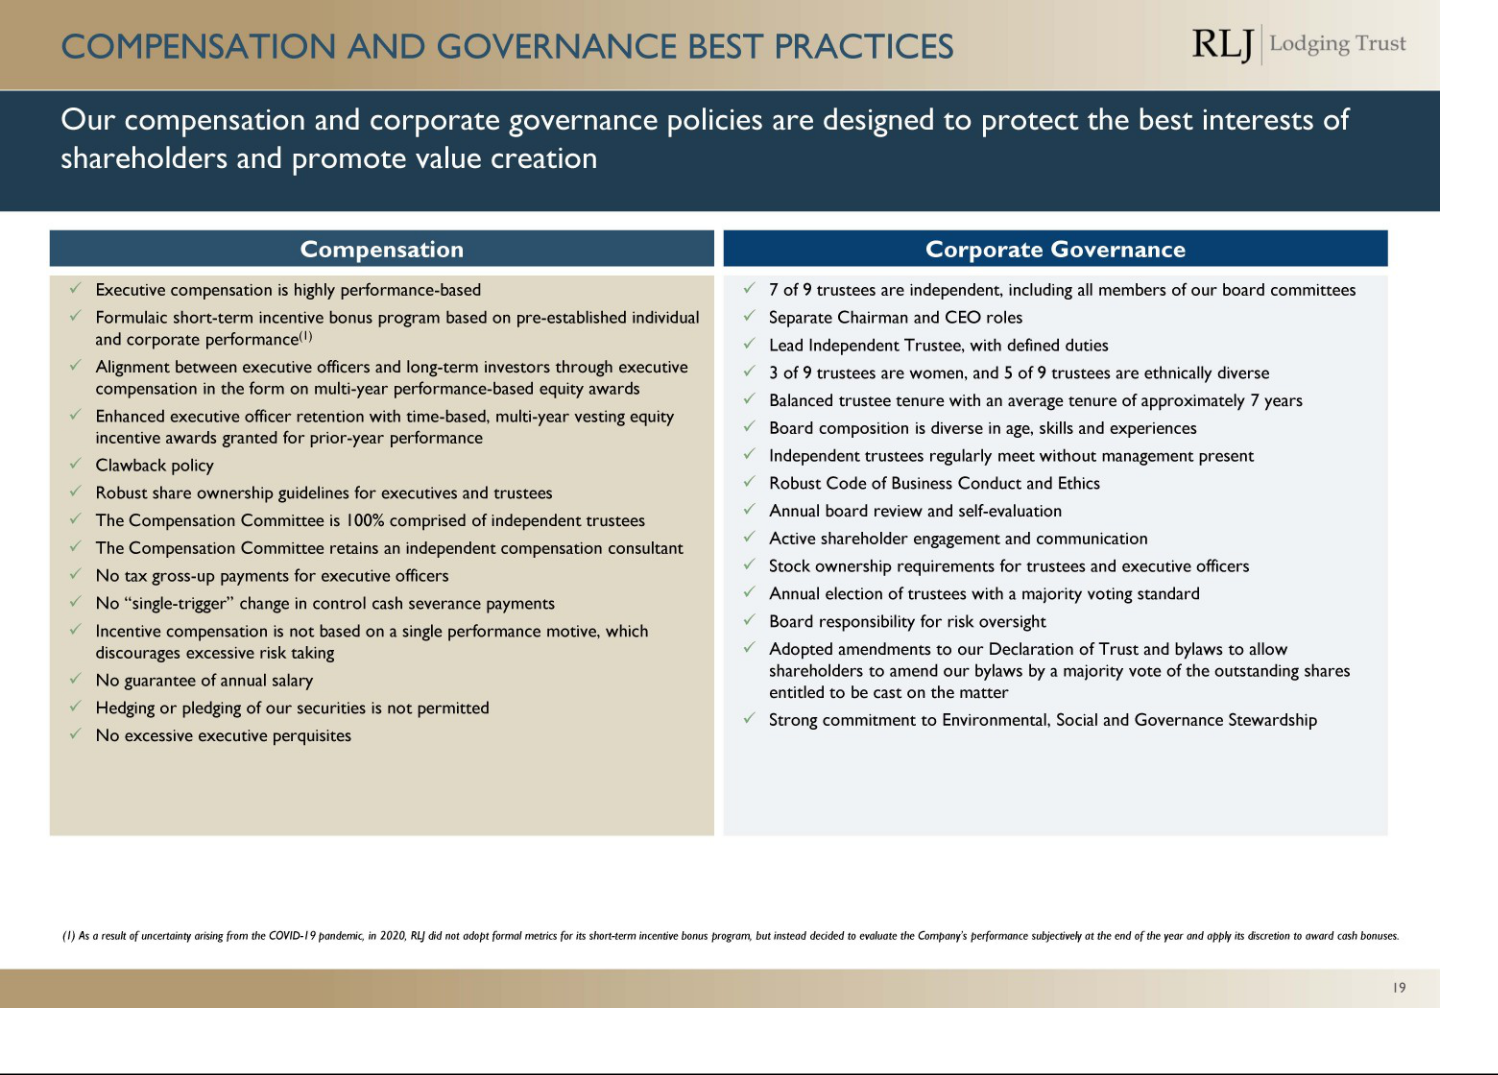 COMPENSATION AND GOVERNANCE BEST PRACTICES
RLJ Lodging Trust
Our compensation and corporate governance policies are designed to protect the best interests of
shareholders and promote value creation
Compensation
✓ Executive compensation is highly performance-based
✓ Formulaic short-term incentive bonus program based on pre-established individual
and corporate performance(1)
✓ Alignment between executive officers and long-term investors through executive
compensation in the form on multi-year performance-based equity awards
✓ Enhanced executive officer retention with time-based, multi-year vesting equity
incentive awards granted for prior-year performance
✓ Clawback policy
✓ Robust share ownership guidelines for executives and trustees
✓ The Compensation Committee is 100% comprised of independent trustees
✓ The Compensation Committee retains an independent compensation consultant
✓ No tax gross-up payments for executive officers
✓ No “single-trigger” change in control cash severance payments
✓ Incentive compensation is not based on a single performance motive, which
discourages excessive risk taking
✓ No guarantee of annual salary
✓ Hedging or pledging of our securities is not permitted
✓ No excessive executive perquisites
Corporate Governance
✓ 7 of 9 trustees are independent, including all members of our board committees
✓ Separate Chairman and CEO roles
✓ Lead Independent Trustee, with defined duties
✓ 3 of 9 trustees are women, and 5 of 9 trustees are ethnically diverse
✓ Balanced trustee tenure with an average tenure of approximately 7 years
✓ Board composition is diverse in age, skills and experiences
✓ Independent trustees regularly meet without management present
✓ Robust Code of Business Conduct and Ethics
✓ Annual board review and self-evaluation
✓ Active shareholder engagement and communication
✓ Stock ownership requirements for trustees and executive officers
✓ Annual election of trustees with a majority voting standard
✓ Board responsibility for risk oversight
✓ Adopted amendments to our Declaration of Trust and bylaws to allow
shareholders to amend our bylaws by a majority vote of the outstanding shares
entitled to be cast on the matter
✓ Strong commitment to Environmental, Social and Governance Stewardship
(1) As a result of uncertainty arising from the COVID-19 pandemic, in 2020, RLJ did not adopt formal metrics for its short-term incentive bonus program, but instead decided to evaluate the Company's performance subjectively at the end of the year and apply its discretion to award cash bonuses.
19